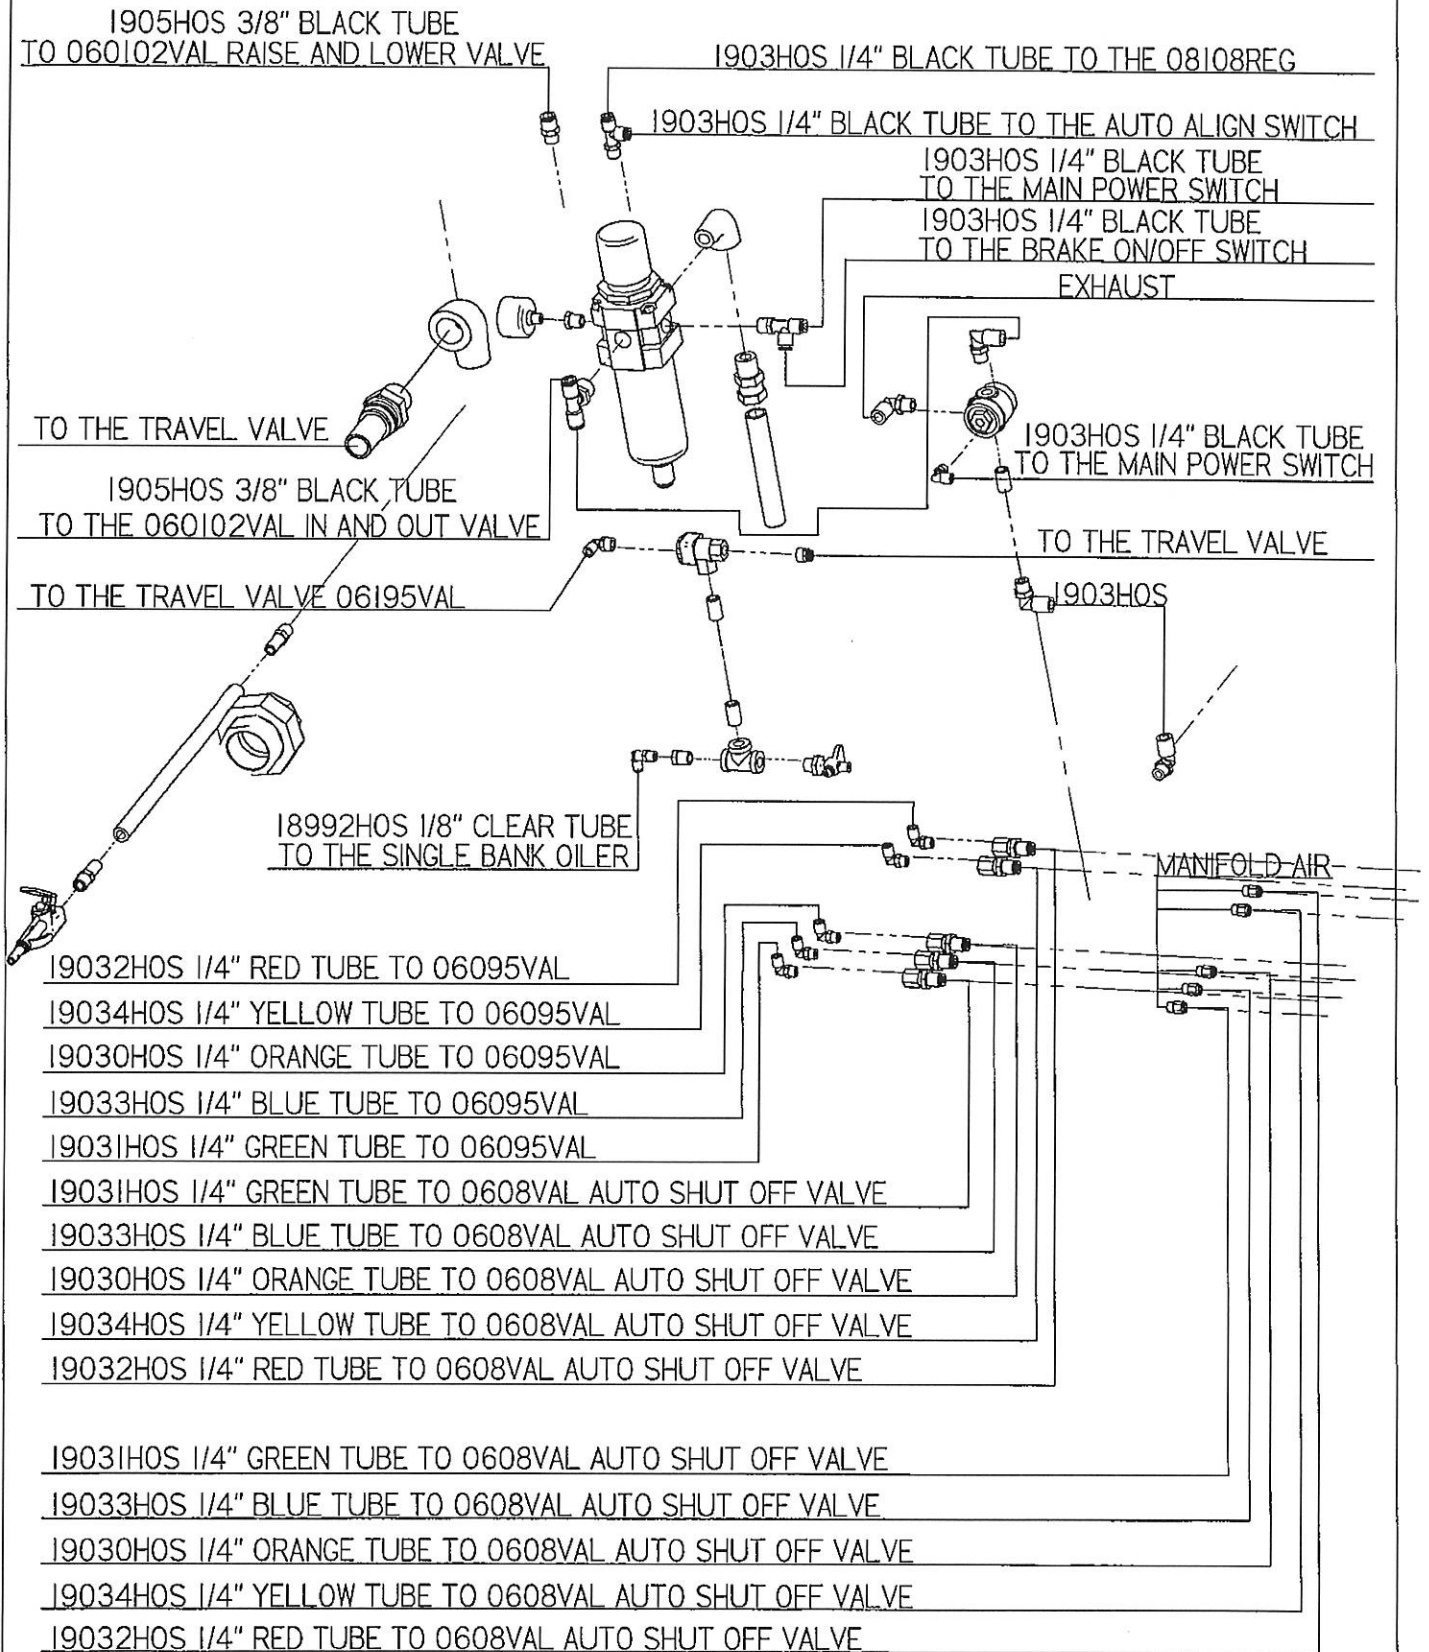 1905HOS 3/8" BLACK TUBE
TO 060102VAL RAISE AND LOWER VALVE
1903HOS 1/4" BLACK TUBE TO THE 08108REG
1903HOS 1/4" BLACK TUBE TO THE AUTO ALIGN SWITCH
1903HOS 1/4" BLACK TUBE
TO THE MAIN POWER SWITCH
1903HOS 1/4" BLACK TUBE
TO THE BRAKE ON/OFF SWITCH
EXHAUST
TO THE TRAVEL VALVE
1903HOS 1/4" BLACK TUBE
TO THE MAIN POWER SWITCH
1905HOS 3/8" BLACK TUBE
TO THE 060102VAL IN AND OUT VALVE
TO THE TRAVEL VALVE
TO THE TRAVEL VALVE 06195VAL
1903HOS
18992HOS 1/8" CLEAR TUBE
TO THE SINGLE BANK OILER
MANIFOLD AIR
19032HOS 1/4" RED TUBE TO 06095VAL
19034HOS 1/4" YELLOW TUBE TO 06095VAL
19030HOS 1/4" ORANGE TUBE TO 06095VAL
19033HOS 1/4" BLUE TUBE TO 06095VAL
19031HOS 1/4" GREEN TUBE TO 06095VAL
19031HOS 1/4" GREEN TUBE TO 0608VAL AUTO SHUT OFF VALVE
19033HOS 1/4" BLUE TUBE TO 0608VAL AUTO SHUT OFF VALVE
19030HOS 1/4" ORANGE TUBE TO 0608VAL AUTO SHUT OFF VALVE
19034HOS 1/4" YELLOW TUBE TO 0608VAL AUTO SHUT OFF VALVE
19032HOS 1/4" RED TUBE TO 0608VAL AUTO SHUT OFF VALVE
19031HOS 1/4" GREEN TUBE TO 0608VAL AUTO SHUT OFF VALVE
19033HOS 1/4" BLUE TUBE TO 0608VAL AUTO SHUT OFF VALVE
19030HOS 1/4" ORANGE TUBE TO 0608VAL AUTO SHUT OFF VALVE
19034HOS 1/4" YELLOW TUBE TO 0608VAL AUTO SHUT OFF VALVE
19032HOS 1/4" RED TUBE TO 0608VAL AUTO SHUT OFF VALVE